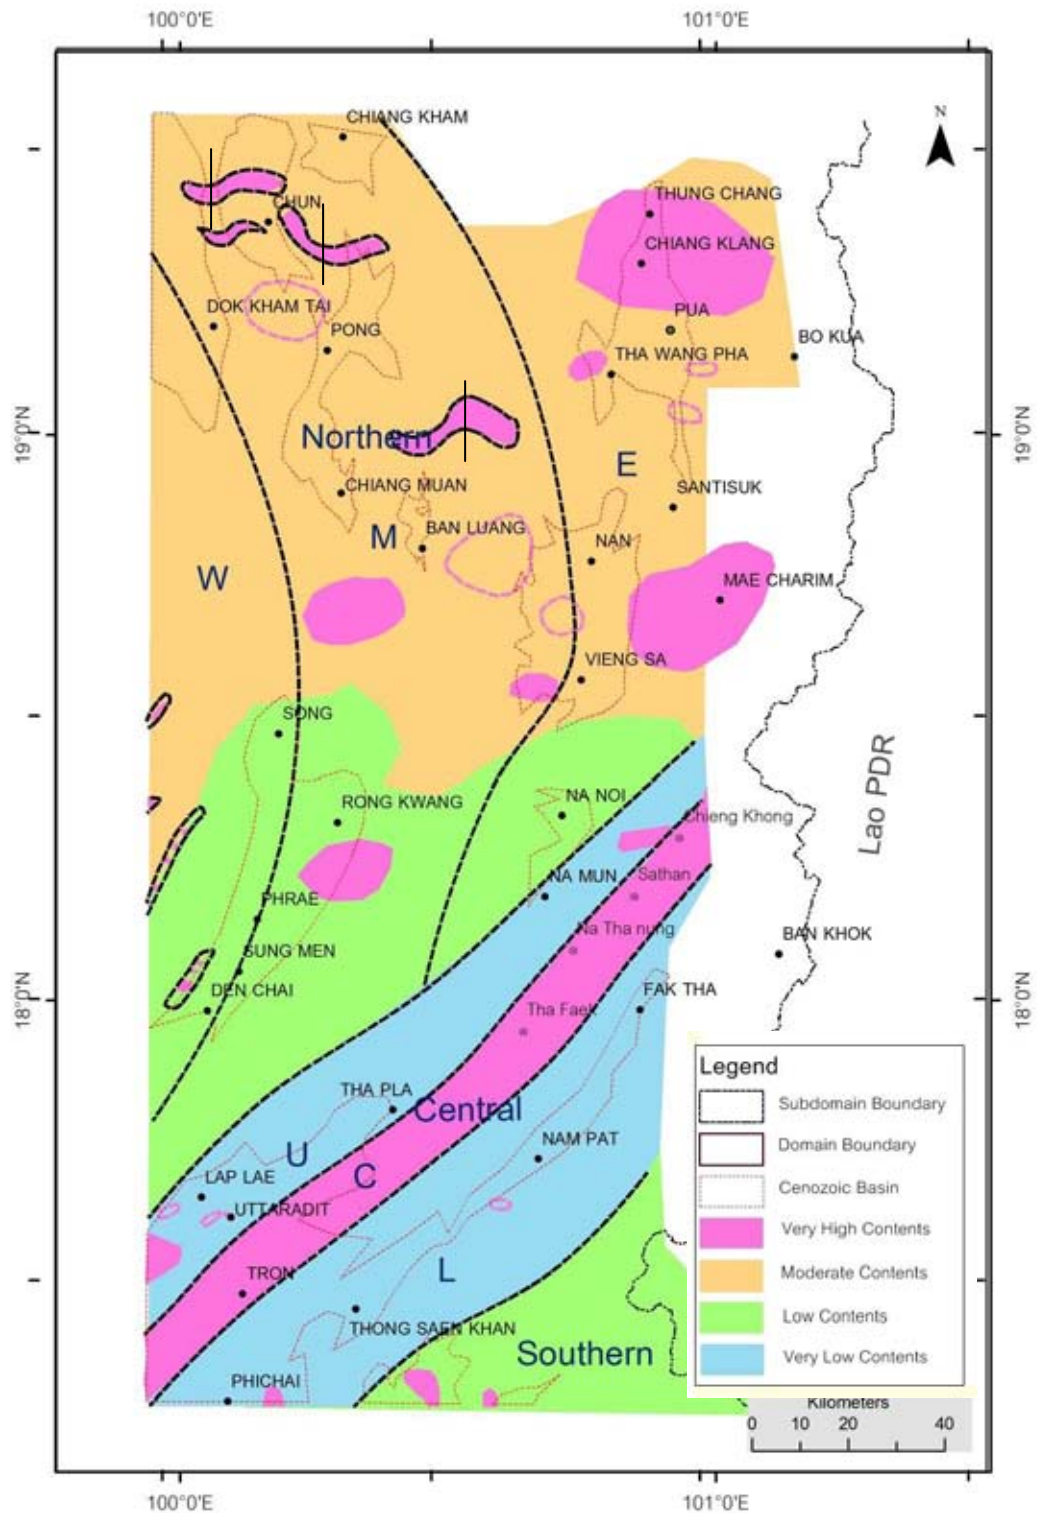 100°0'E 101°0'E
N
CHIANG KHAM
THUNG CHANG
CHUN
CHIANG KLANG
DOK KHAM TAI
PUA
PONG
BO KUA
THA WANG PHA
19°0'N
Northern
19°0'N
E
CHIANG MUAN
SANTISUK
BAN LUANG
M
NAN
W
MAE CHARIM
VIENG SA
SONG
Lao PDR
RONG KWANG
NA NOI
Chieng Khong
NA MUN
Sathan
PHRAE
Na Tha nung
BAN KHOK
SUNG MEN
DEN CHAI
FAK THA
18°0'N
18°0'N
Tha Faek
THA PLA
Central
NAM PAT
U
C
LAP LAE
UTTARADIT
L
TRON
THONG SAEN KHAN
Southern
PHICHAI
Legend
Subdomain Boundary
Domain Boundary
Cenozoic Basin
Very High Contents
Moderate Contents
Low Contents
Very Low Contents
Kilometers
0 10 20 40
100°0'E 101°0'E